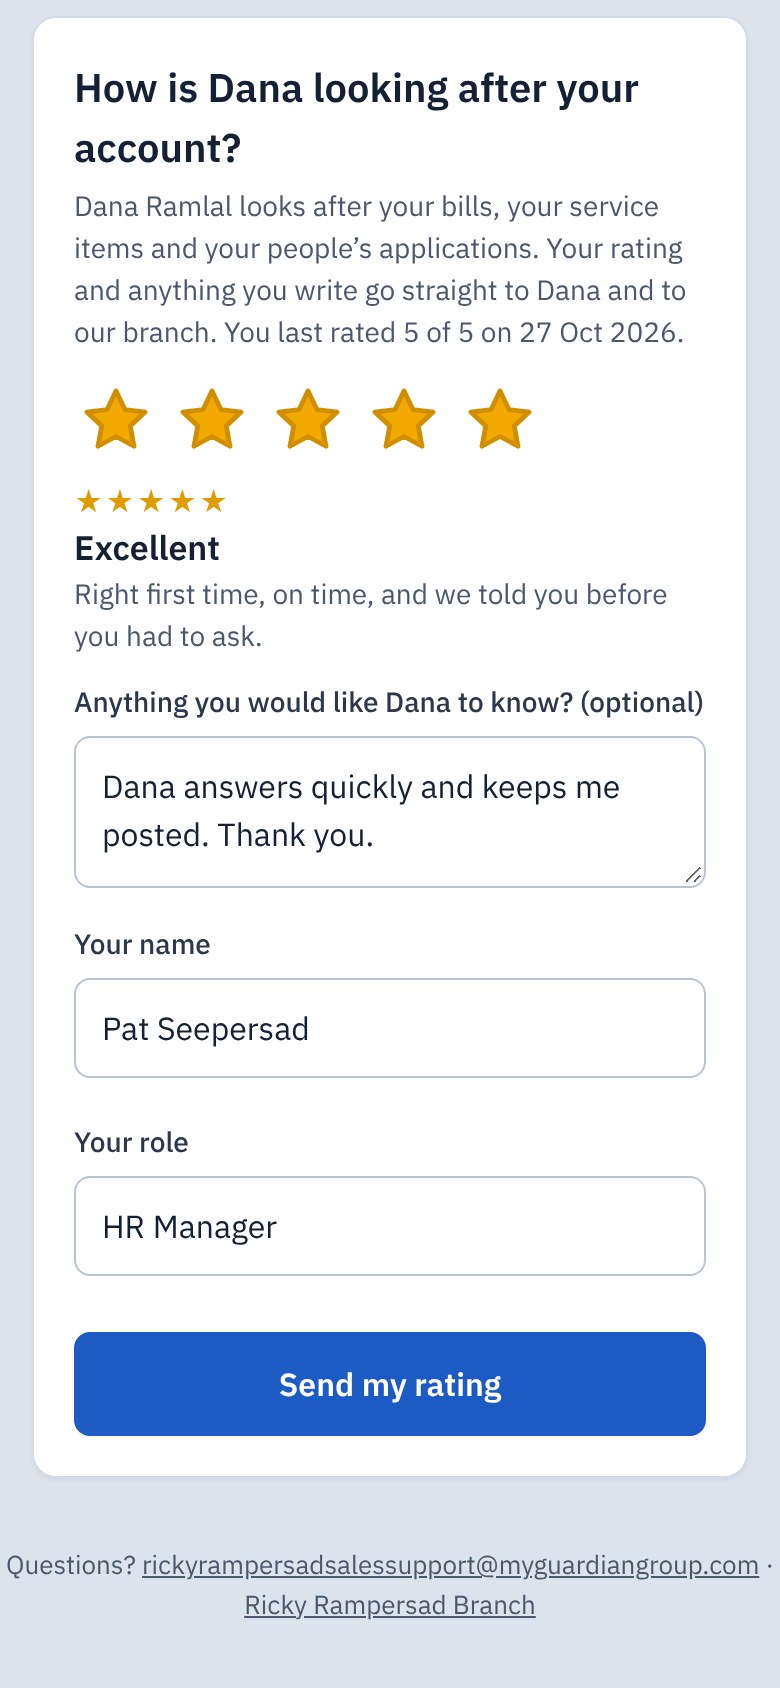 How is Dana looking after your
account?
Dana Ramlal looks after your bills, your service
items and your people’s applications. Your rating
and anything you write go straight to Dana and to
our branch. You last rated 5 of 5 on 27 Oct 2026.
★★★★★
Excellent
Right first time, on time, and we told you before
you had to ask.
Anything you would like Dana to know? (optional)
Dana answers quickly and keeps me
posted. Thank you.
Your name
Pat Seepersad
Your role
HR Manager
Send my rating
Questions? rickyrampersadsalessupport@myguardiangroup.com ·
Ricky Rampersad Branch